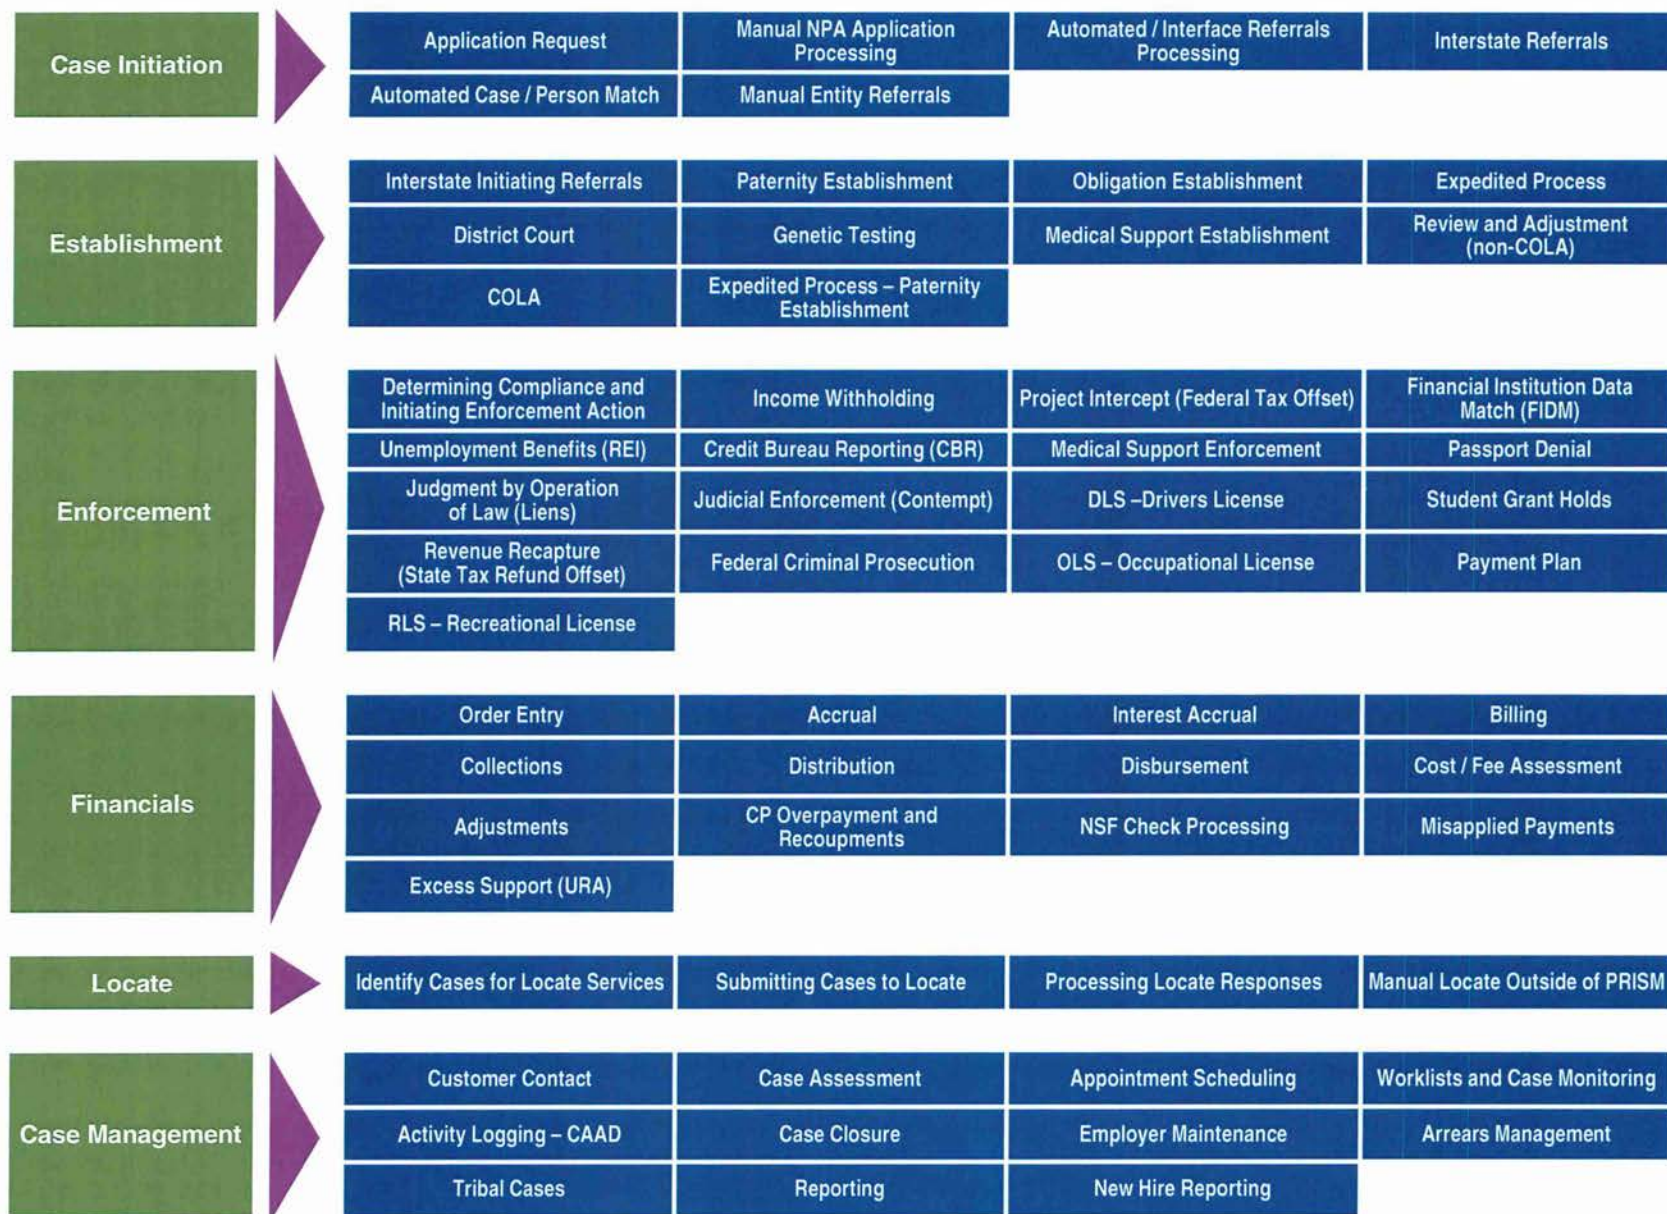 Case Initiation
Application Request
Manual NPA Application
Processing
Automated / Interface Referrals
Processing
Interstate Referrals
Automated Case / Person Match
Manual Entity Referrals
Establishment
Interstate Initiating Referrals
Paternity Establishment
Obligation Establishment
Expedited Process
District Court
Genetic Testing
Medical Support Establishment
Review and Adjustment
(non-COLA)
COLA
Expedited Process – Paternity
Establishment
Enforcement
Determining Compliance and
Initiating Enforcement Action
Income Withholding
Project Intercept (Federal Tax Offset)
Financial Institution Data
Match (FIDM)
Unemployment Benefits (REI)
Credit Bureau Reporting (CBR)
Medical Support Enforcement
Passport Denial
Judgment by Operation
of Law (Liens)
Judicial Enforcement (Contempt)
DLS –Drivers License
Student Grant Holds
Revenue Recapture
(State Tax Refund Offset)
Federal Criminal Prosecution
OLS – Occupational License
Payment Plan
RLS – Recreational License
Financials
Order Entry
Accrual
Interest Accrual
Billing
Collections
Distribution
Disbursement
Cost / Fee Assessment
Adjustments
CP Overpayment and
Recoupments
NSF Check Processing
Misapplied Payments
Excess Support (URA)
Locate
Identify Cases for Locate Services
Submitting Cases to Locate
Processing Locate Responses
Manual Locate Outside of PRISM
Case Management
Customer Contact
Case Assessment
Appointment Scheduling
Worklists and Case Monitoring
Activity Logging – CAAD
Case Closure
Employer Maintenance
Arrears Management
Tribal Cases
Reporting
New Hire Reporting